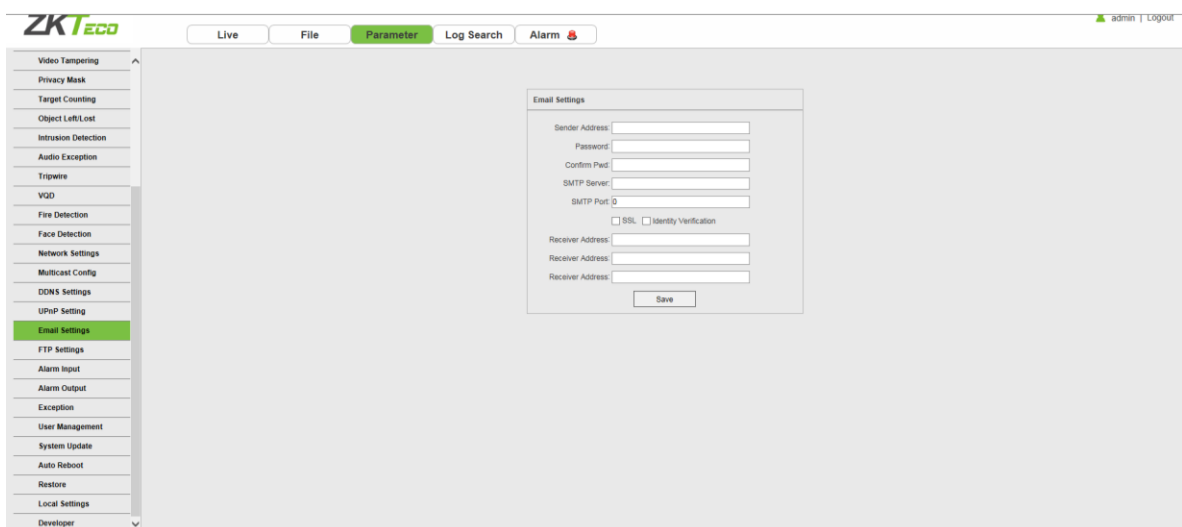 ZKTECO
admin | Logout
Live File Parameter Log Search Alarm
Video Tampering
Privacy Mask
Target Counting
Object Left/Lost
Intrusion Detection
Audio Exception
Tripwire
VQD
Fire Detection
Face Detection
Network Settings
Multicast Config
DDNS Settings
UPnP Setting
Email Settings
FTP Settings
Alarm Input
Alarm Output
Exception
User Management
System Update
Auto Reboot
Restore
Local Settings
Developer
Email Settings
Sender Address:
Password:
Confirm Pwd:
SMTP Server:
SMTP Port: 0
SSL Identity Verification
Receiver Address:
Receiver Address:
Receiver Address:
Save